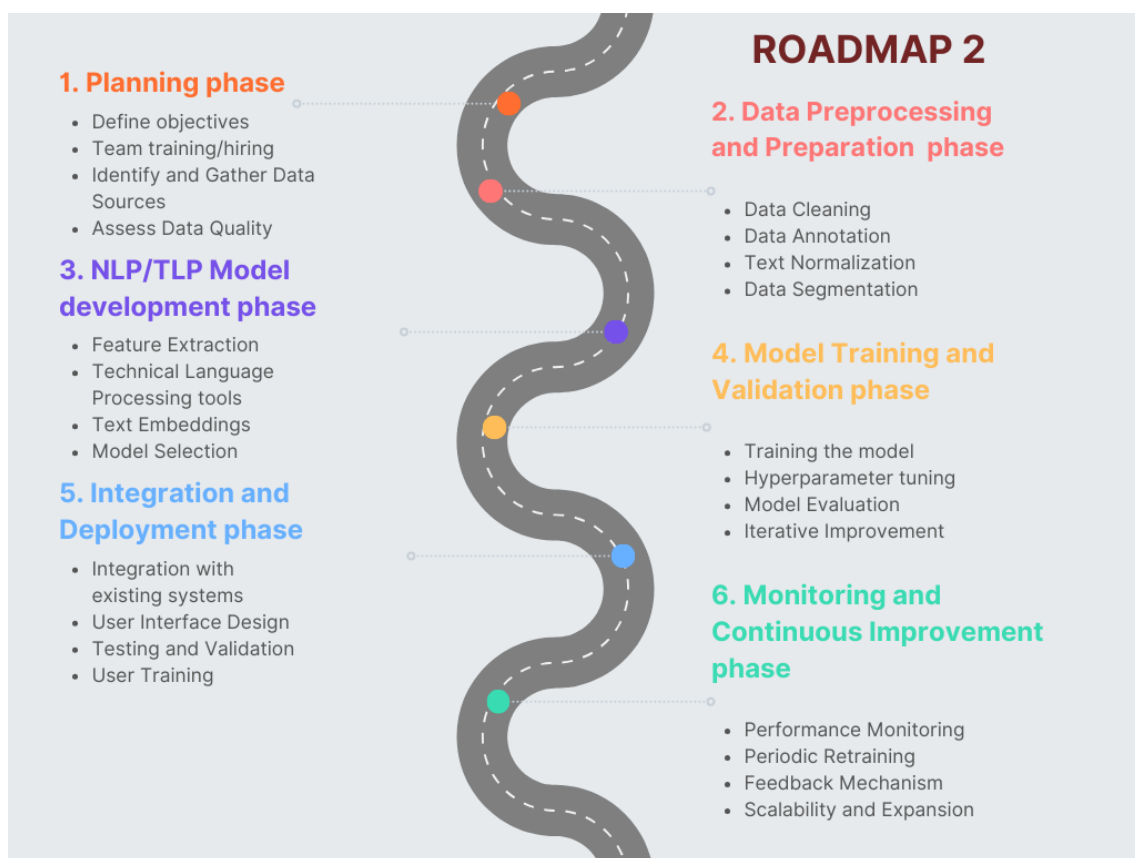 ROADMAP 2
1. Planning phase
• Define objectives
• Team training/hiring
• Identify and Gather Data
Sources
• Assess Data Quality
2. Data Preprocessing
and Preparation phase
• Data Cleaning
• Data Annotation
• Text Normalization
• Data Segmentation
3. NLP/TLP Model
development phase
• Feature Extraction
• Technical Language
Processing tools
• Text Embeddings
• Model Selection
4. Model Training and
Validation phase
• Training the model
• Hyperparameter tuning
• Model Evaluation
• Iterative Improvement
5. Integration and
Deployment phase
• Integration with
existing systems
• User Interface Design
• Testing and Validation
• User Training
6. Monitoring and
Continuous Improvement
phase
• Performance Monitoring
• Periodic Retraining
• Feedback Mechanism
• Scalability and Expansion